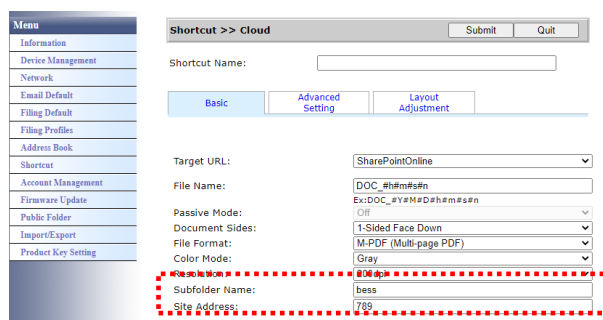 Menu
Information
Device Management
Network
Email Default
Filing Default
Filing Profiles
Address Book
Shortcut
Account Management
Firmware Update
Public Folder
Import/Export
Product Key Setting
Shortcut >> Cloud Submit Quit
Shortcut Name:
Basic Advanced Setting Layout Adjustment
Target URL: SharePointOnline
File Name: DOC_#h#m#s#n
Ex:DOC_#Y#M#D#h#m#s#n
Passive Mode: Off
Document Sides: 1-Sided Face Down
File Format: M-PDF (Multi-page PDF)
Color Mode: Gray
Resolution: 200dpi
Subfolder Name: bess
Site Address: 789